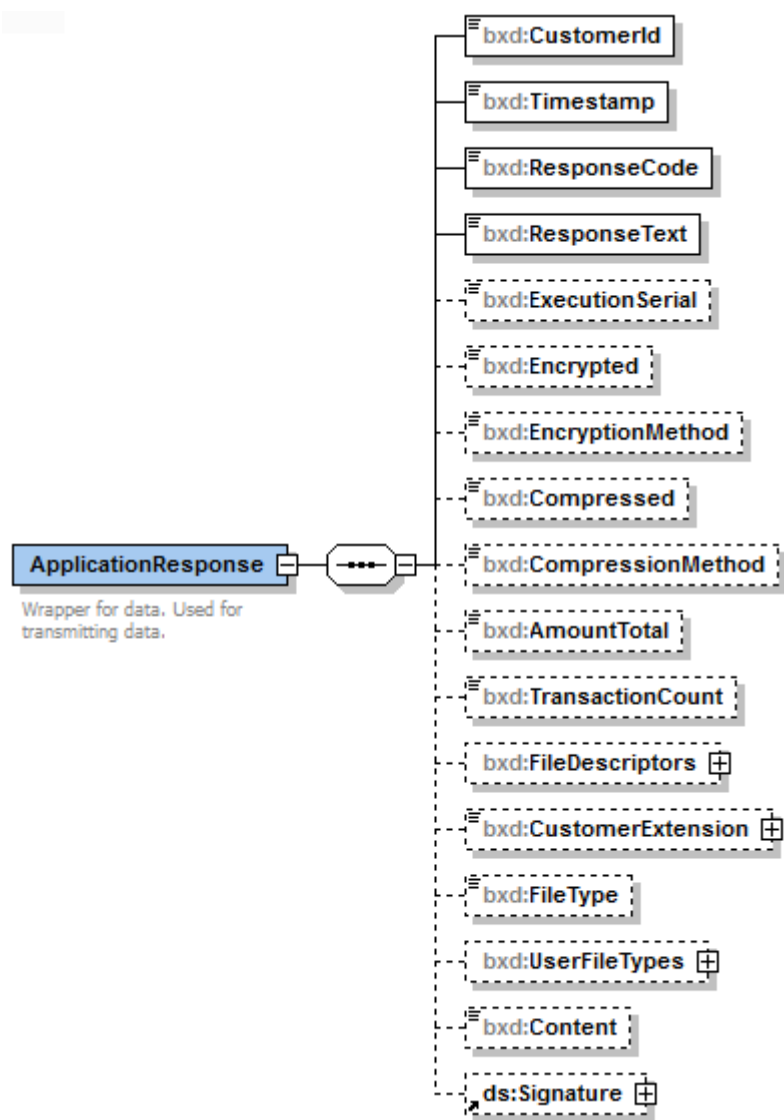 bxd:CustomerId
bxd:Timestamp
bxd:ResponseCode
bxd:ResponseText
bxd:ExecutionSerial
bxd:Encrypted
bxd:EncryptionMethod
bxd:Compressed
ApplicationResponse
bxd:CompressionMethod
Wrapper for data. Used for
transmitting data.
bxd:AmountTotal
bxd:TransactionCount
bxd:FileDescriptors
bxd:CustomerExtension
bxd:FileType
bxd:UserFileTypes
bxd:Content
ds:Signature